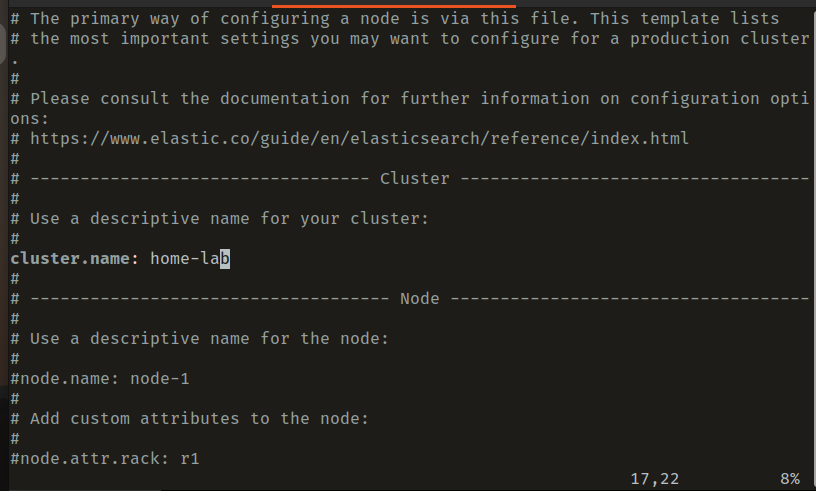 # The primary way of configuring a node is via this file. This template lists
# the most important settings you may want to configure for a production cluster
.
#
# Please consult the documentation for further information on configuration opti
ons:
# https://www.elastic.co/guide/en/elasticsearch/reference/index.html
#
# ---------------------------------- Cluster -----------------------------------
#
# Use a descriptive name for your cluster:
#
cluster.name: home-lab
#
# ------------------------------------ Node ------------------------------------
#
# Use a descriptive name for the node:
#
#node.name: node-1
#
# Add custom attributes to the node:
#
#node.attr.rack: r1
17,22 8%